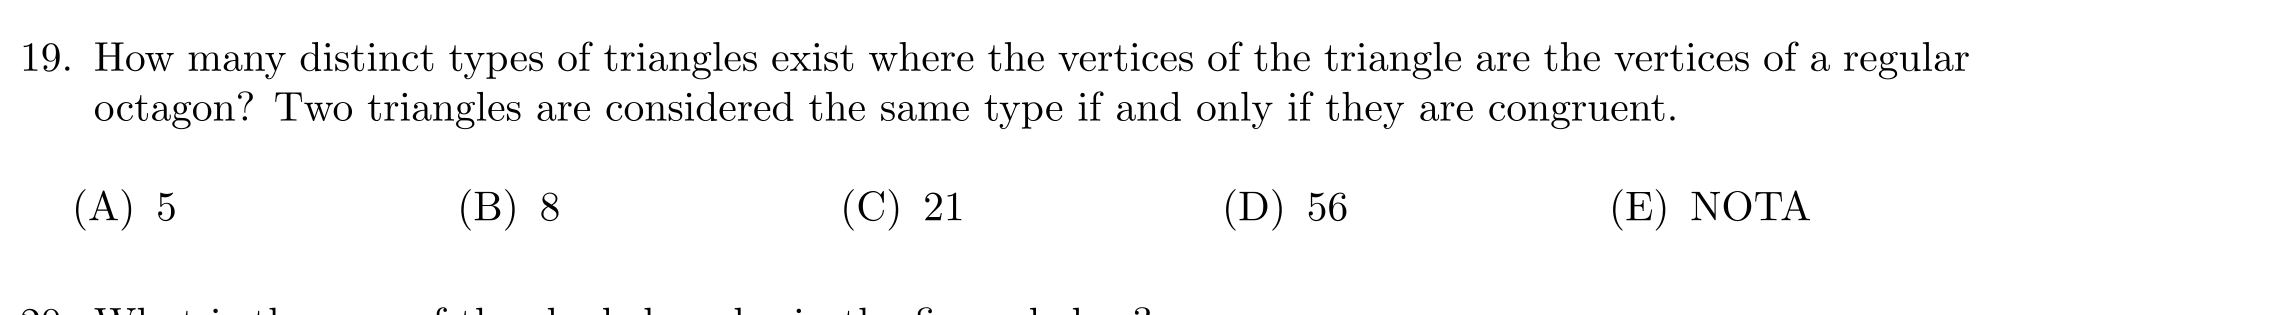 19. How many distinct types of triangles exist where the vertices of the triangle are the vertices of a regular
octagon? Two triangles are considered the same type if and only if they are congruent.
(A) 5 (B) 8 (C) 21 (D) 56 (E) NOTA